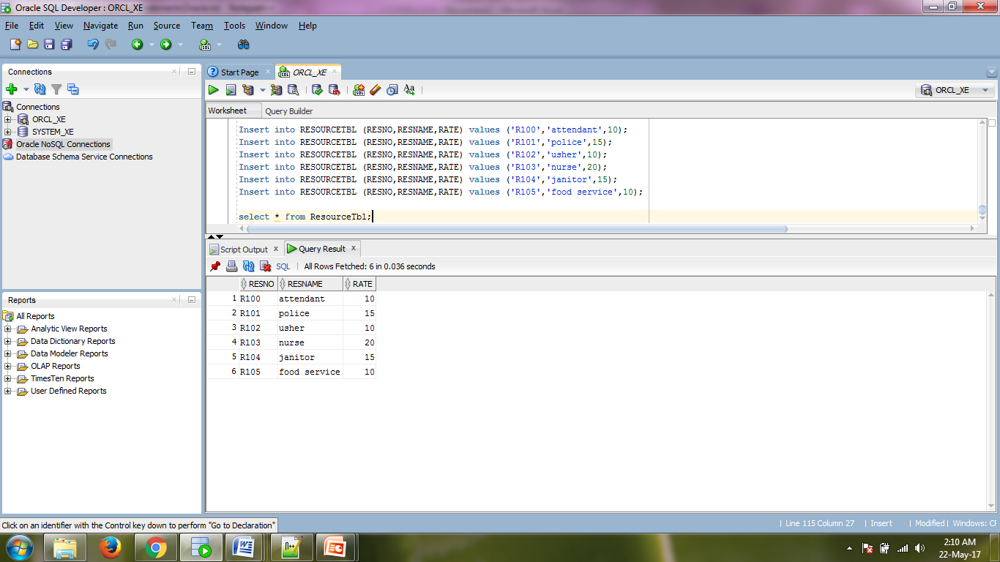 Oracle SQL Developer : ORCL_XE
File Edit View Navigate Run Source Team Tools Window Help
Connections
Connections
ORCL_XE
SYSTEM_XE
Oracle NoSQL Connections
Database Schema Service Connections
Reports
All Reports
Analytic View Reports
Data Dictionary Reports
Data Modeler Reports
OLAP Reports
TimesTen Reports
User Defined Reports
Start Page
ORCL_XE
ORCL_XE
Worksheet Query Builder
Insert into RESOURCETBL (RESNO,RESNAME,RATE) values ('R100','attendant',10);
Insert into RESOURCETBL (RESNO,RESNAME,RATE) values ('R101','police',15);
Insert into RESOURCETBL (RESNO,RESNAME,RATE) values ('R102','usher',10);
Insert into RESOURCETBL (RESNO,RESNAME,RATE) values ('R103','nurse',20);
Insert into RESOURCETBL (RESNO,RESNAME,RATE) values ('R104','janitor',15);
Insert into RESOURCETBL (RESNO,RESNAME,RATE) values ('R105','food service',10);
select * from ResourceTbl;
Script Output x Query Result x
SQL | All Rows Fetched: 6 in 0.036 seconds
RESNO RESNAME RATE
1 R100 attendant 10
2 R101 police 15
3 R102 usher 10
4 R103 nurse 20
5 R104 janitor 15
6 R105 food service 10
Click on an identifier with the Control key down to perform "Go to Declaration"
| Line 115 Column 27 | Insert | Modified | Windows: CF
2:10 AM
22-May-17